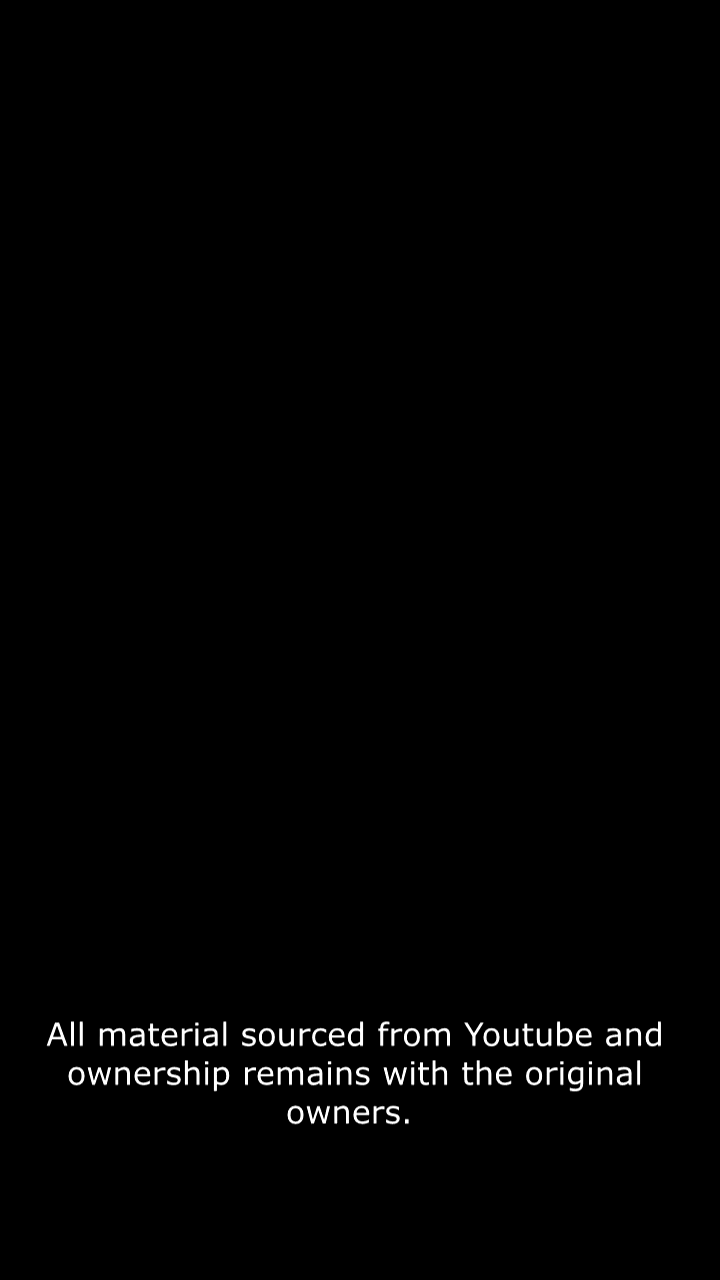 All material sourced from Youtube and
ownership remains with the original
owners.